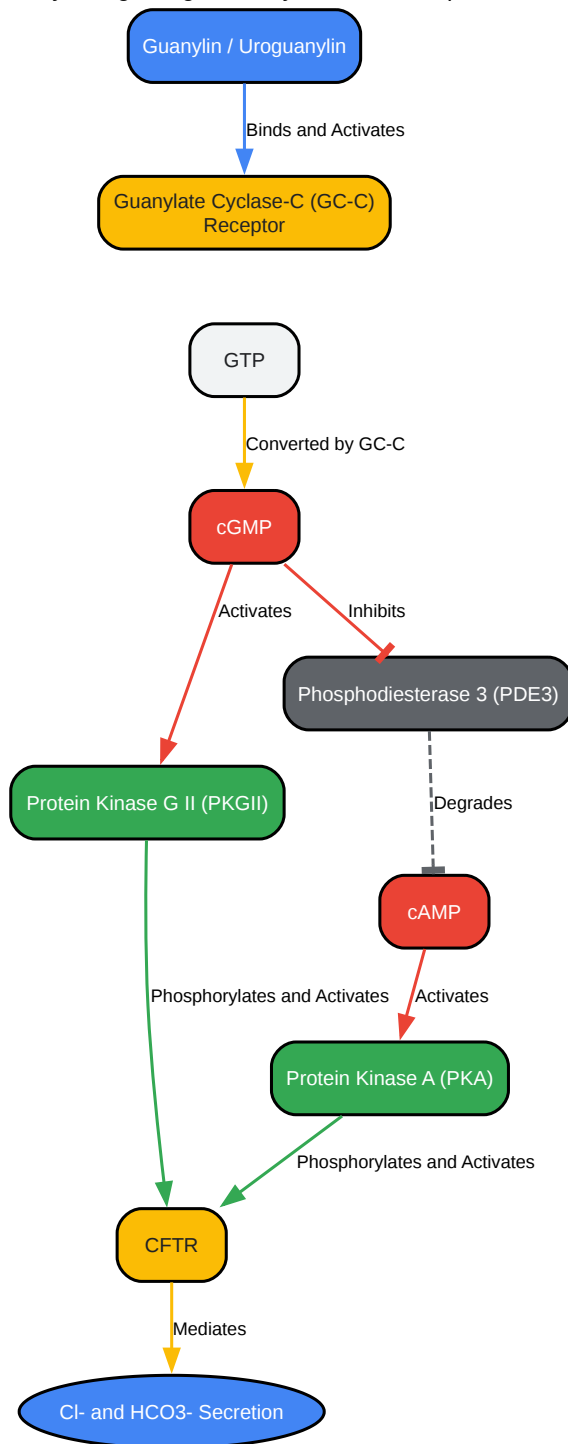 Guanylin / Uroguanylin
Binds and Activates
Guanylate Cyclase-C (GC-C)
Receptor
GTP
Converted by GC-C
cGMP
Activates
Inhibits
Phosphodiesterase 3 (PDE3)
Protein Kinase G II (PKGII)
Degrades
cAMP
Phosphorylates and Activates
Activates
Protein Kinase A (PKA)
Phosphorylates and Activates
CFTR
Mediates
Cl- and HCO3- Secretion